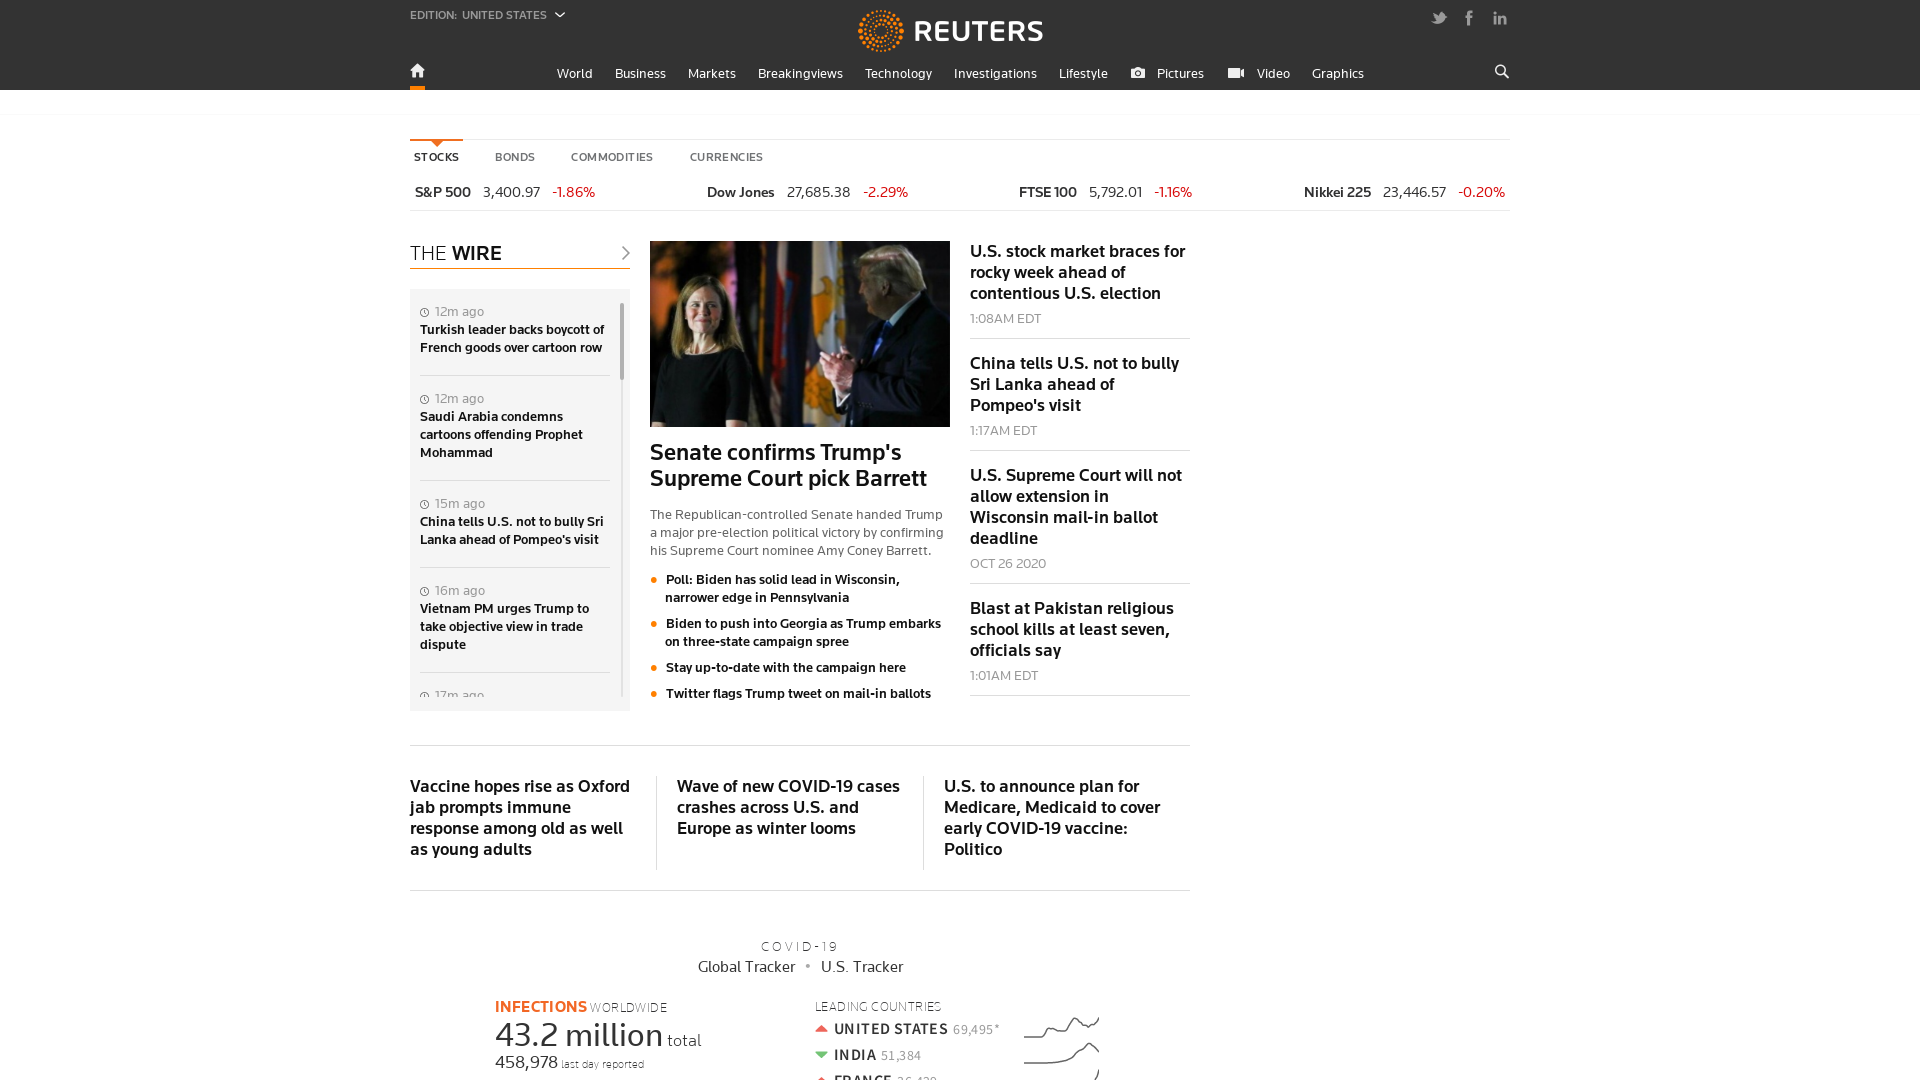 EDITION: UNITED STATES
REUTERS
World Business Markets Breakingviews Technology Investigations Lifestyle Pictures Video Graphics
STOCKS BONDS COMMODITIES CURRENCIES
S&P 500 3,400.97 -1.86% Dow Jones 27,685.38 -2.29% FTSE 100 5,792.01 -1.16% Nikkei 225 23,446.57 -0.20%
THE WIRE
12m ago
Turkish leader backs boycott of
French goods over cartoon row
12m ago
Saudi Arabia condemns
cartoons offending Prophet
Mohammad
15m ago
China tells U.S. not to bully Sri
Lanka ahead of Pompeo's visit
16m ago
Vietnam PM urges Trump to
take objective view in trade
dispute
17m ago
Senate confirms Trump's
Supreme Court pick Barrett
The Republican-controlled Senate handed Trump
a major pre-election political victory by confirming
his Supreme Court nominee Amy Coney Barrett.
Poll: Biden has solid lead in Wisconsin,
narrower edge in Pennsylvania
Biden to push into Georgia as Trump embarks
on three-state campaign spree
Stay up-to-date with the campaign here
Twitter flags Trump tweet on mail-in ballots
U.S. stock market braces for
rocky week ahead of
contentious U.S. election
1:08AM EDT
China tells U.S. not to bully
Sri Lanka ahead of
Pompeo's visit
1:17AM EDT
U.S. Supreme Court will not
allow extension in
Wisconsin mail-in ballot
deadline
OCT 26 2020
Blast at Pakistan religious
school kills at least seven,
officials say
1:01AM EDT
Vaccine hopes rise as Oxford
jab prompts immune
response among old as well
as young adults
Wave of new COVID-19 cases
crashes across U.S. and
Europe as winter looms
U.S. to announce plan for
Medicare, Medicaid to cover
early COVID-19 vaccine:
Politico
COVID-19
Global Tracker • U.S. Tracker
INFECTIONS WORLDWIDE
43.2 million total
458,978 last day reported
LEADING COUNTRIES
UNITED STATES 69,495*
INDIA 51,384
FRANCE